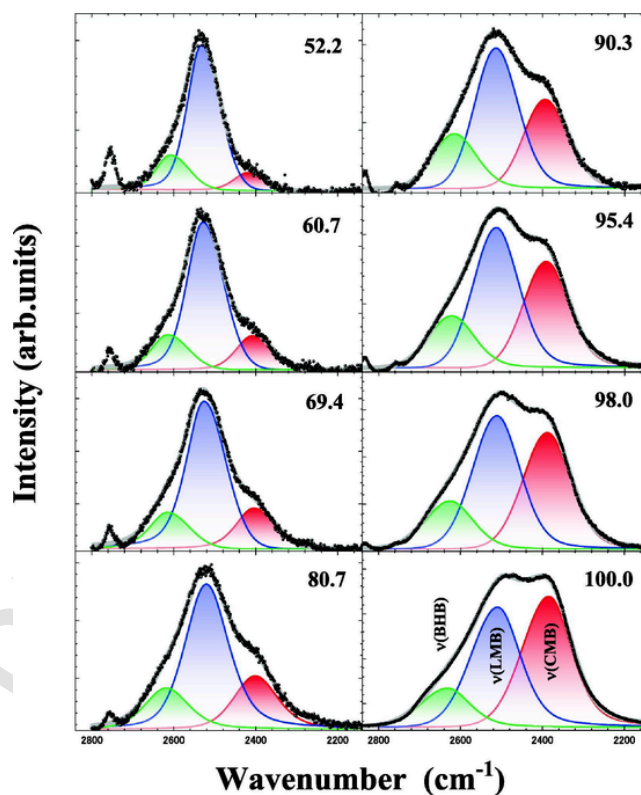 52.2
90.3
60.7
95.4
69.4
98.0
80.7
100.0
ν(BHB)
ν(LMB)
ν(CMB)
2800 2600 2400 2200 2800 2600 2400 2200
Intensity (arb.units)
Wavenumber (cm-1)